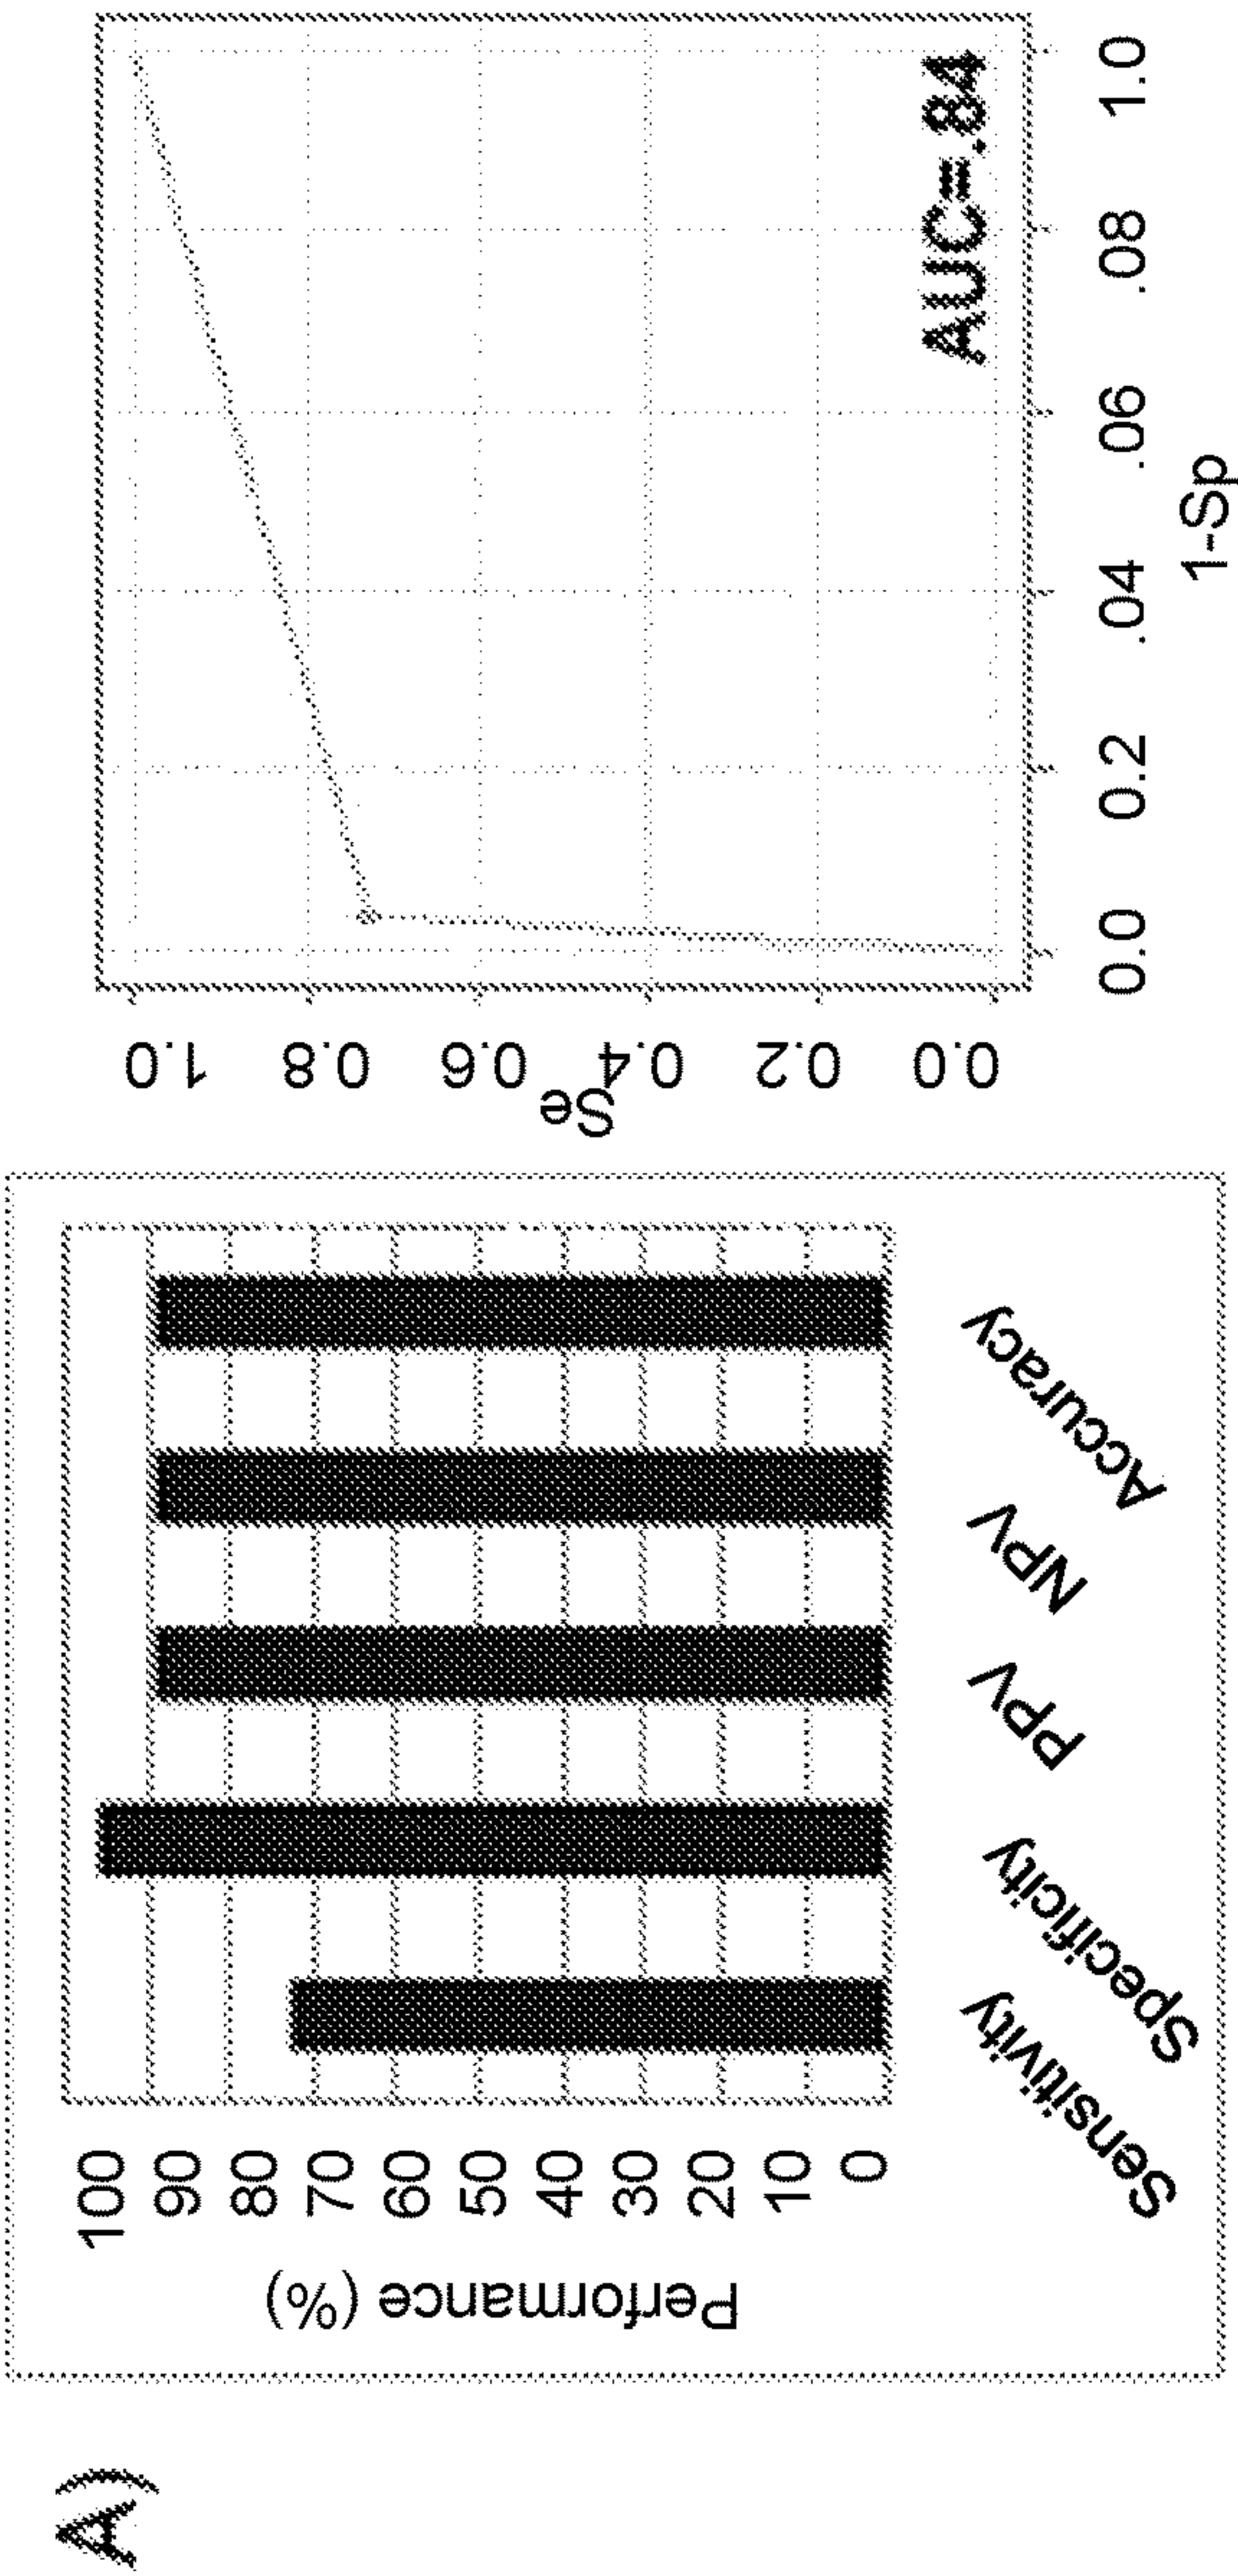 A)
Performance (%)
100
90
80
70
60
50
40
30
20
10
0
Sensitivity
Specificity
PPV
NPV
Accuracy
Se
1.0
0.8
0.6
0.4
0.2
0.0
AUC=.84
0.0 0.2 .04 .06 .08 1.0
1-Sp